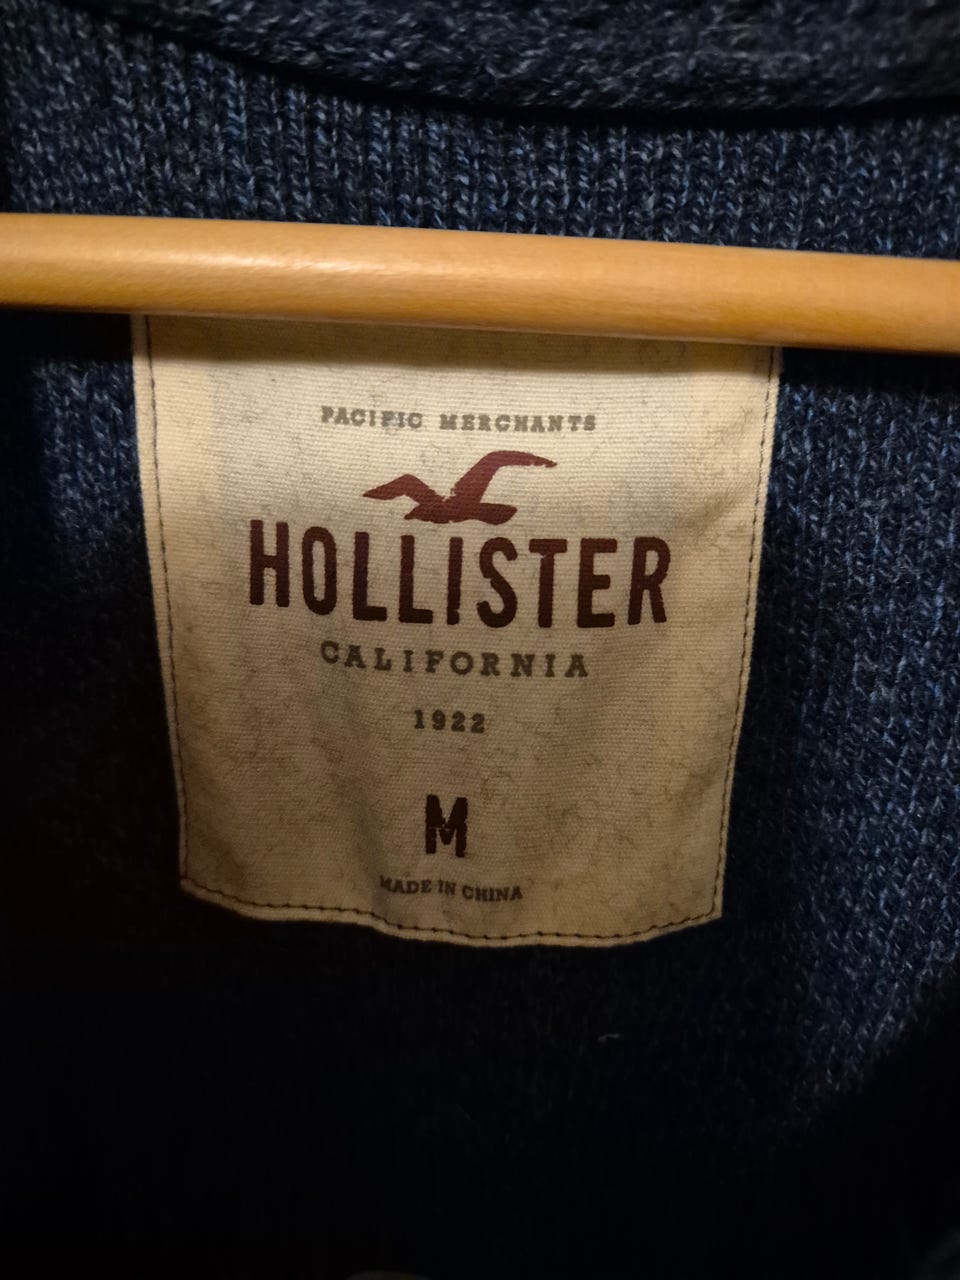 PACIFIC MERCHANTS
HOLLISTER
CALIFORNIA
1922
M
MADE IN CHINA